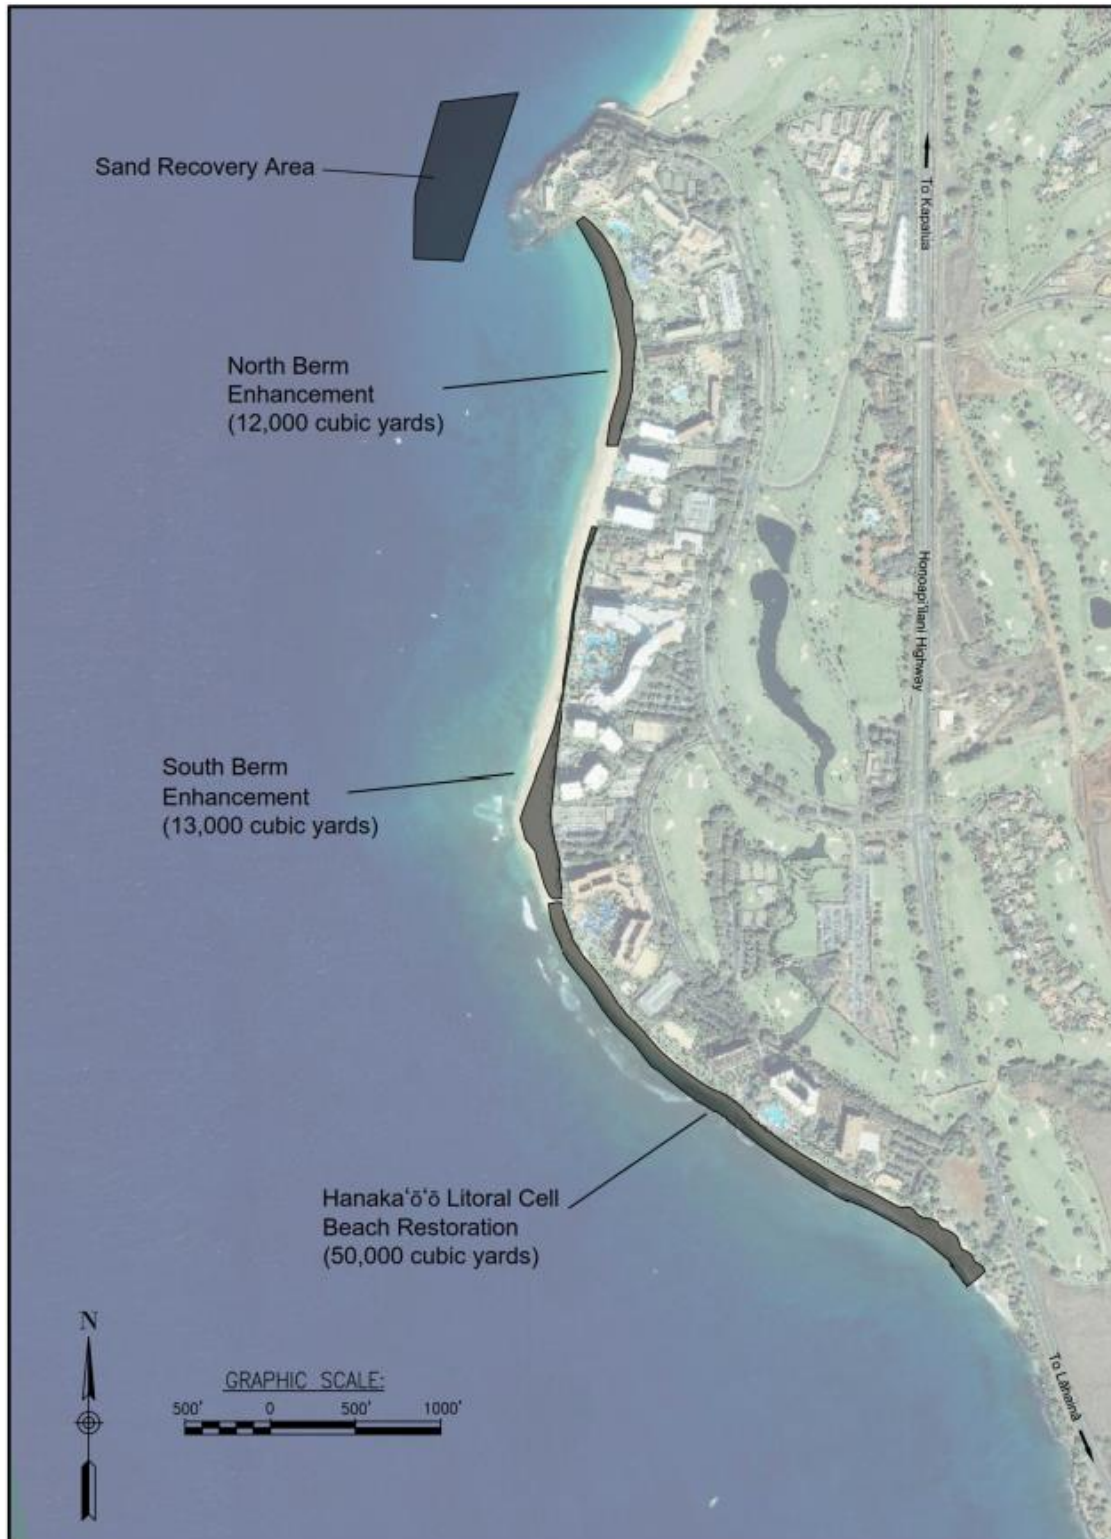 Sand Recovery Area
To Kapalua
North Berm
Enhancement
(12,000 cubic yards)
Honoapiʻilani Highway
South Berm
Enhancement
(13,000 cubic yards)
Hanakaʻōʻō Litoral Cell
Beach Restoration
(50,000 cubic yards)
N
GRAPHIC SCALE:
500' 0 500' 1000'
To Lāhainā